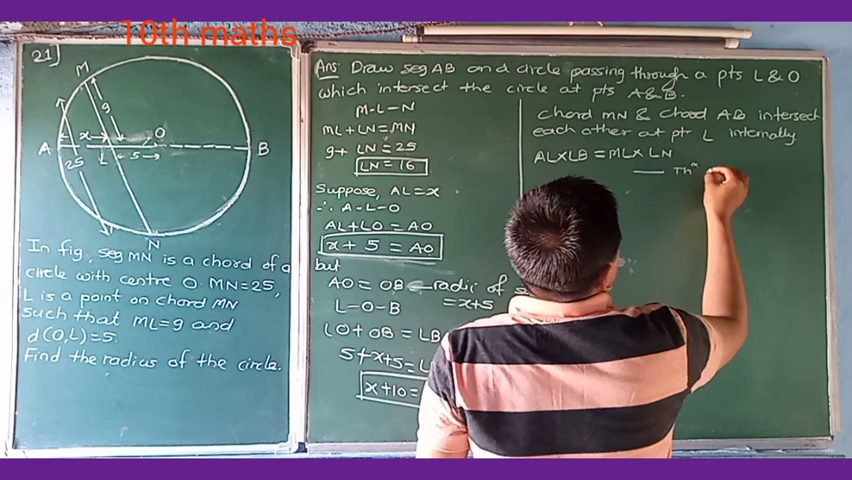 10th maths
21]
M
9
x
O
A
L
5
B
25
N
In fig, seg MN is a chord of a
circle with centre O. MN=25,
L is a point on chord MN
such that ML=9 and
d(O,L)=5.
Find the radius of the circle.
Ans: Draw seg AB and circle passing through a pts L & O
which intersect the circle at pts A&B.
M-L-N
ML+LN=MN
9+ LN=25
LN=16
Suppose, AL=x
∴ A-L-O
AL+LO=AO
x+5=AO
but
AO=OB — radii of
=x+5
L-O-B
LO+OB=LB
5+x+5=L
x+10=
Chord MN & Chord AB intersect
each other at pt L internally
AL×LB=ML×LN
— Thm